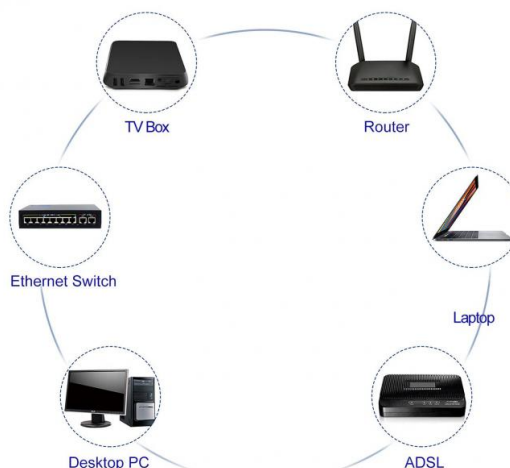 TV Box
Router
Ethernet Switch
Laptop
Desktop PC
ADSL